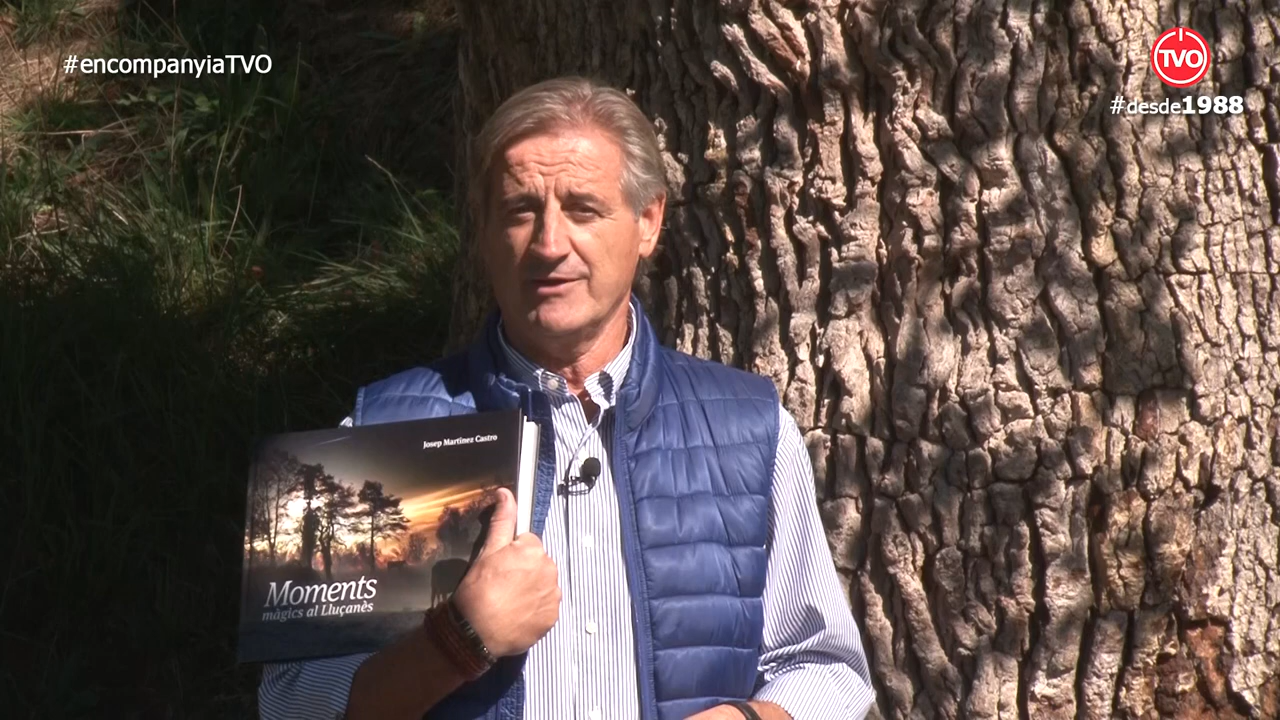 #encompanyiaTVO
TVO
#desde1988
Josep Martínez Castro
Moments
màgics al Lluçanès